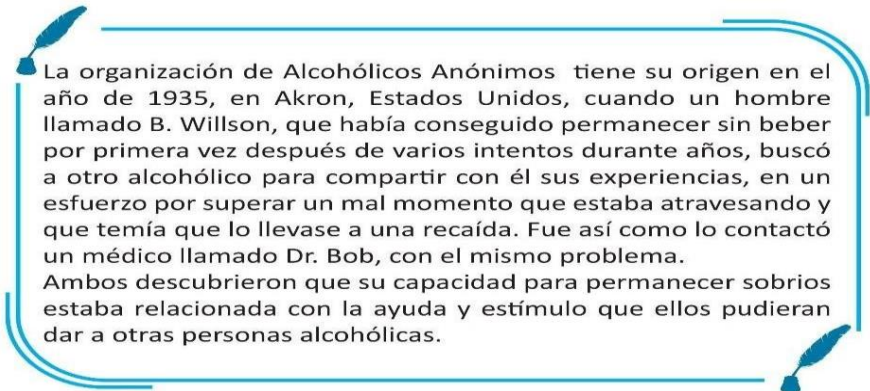 La organización de Alcohólicos Anónimos tiene su origen en el
año de 1935, en Akron, Estados Unidos, cuando un hombre
llamado B. Willson, que había conseguido permanecer sin beber
por primera vez después de varios intentos durante años, buscó
a otro alcohólico para compartir con él sus experiencias, en un
esfuerzo por superar un mal momento que estaba atravesando y
que temía que lo llevase a una recaída. Fue así como lo contactó
un médico llamado Dr. Bob, con el mismo problema.
Ambos descubrieron que su capacidad para permanecer sobrios
estaba relacionada con la ayuda y estímulo que ellos pudieran
dar a otras personas alcohólicas.